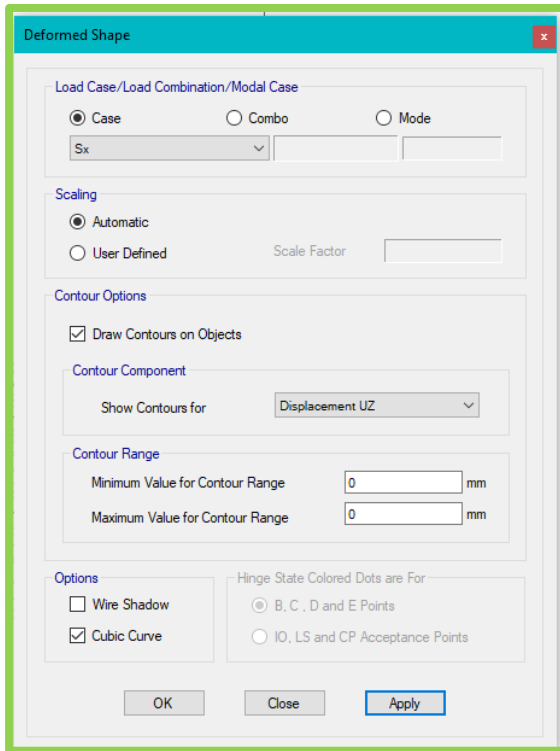 Deformed Shape
x
Load Case/Load Combination/Modal Case
Case Combo Mode
Sx
Scaling
Automatic
User Defined Scale Factor
Contour Options
Draw Contours on Objects
Contour Component
Show Contours for Displacement UZ
Contour Range
Minimum Value for Contour Range 0 mm
Maximum Value for Contour Range 0 mm
Options Hinge State Colored Dots are For
Wire Shadow B, C , D and E Points
Cubic Curve IO, LS and CP Acceptance Points
OK Close Apply